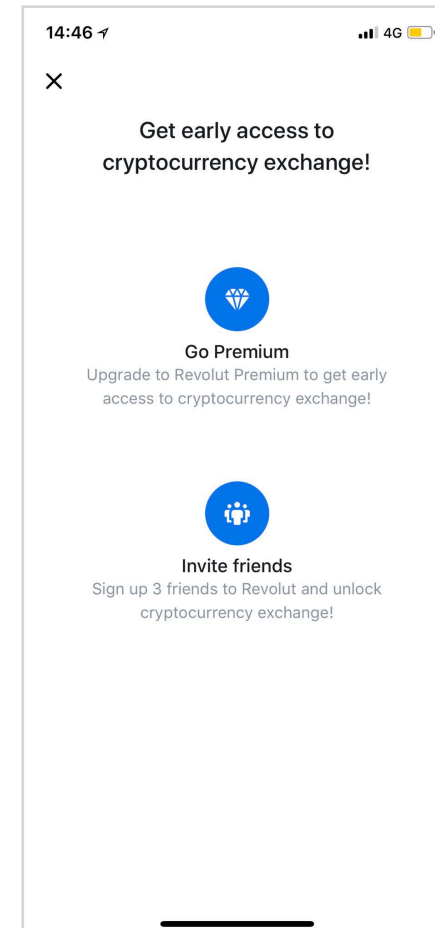 14:46
4G
Get early access to
cryptocurrency exchange!
Go Premium
Upgrade to Revolut Premium to get early
access to cryptocurrency exchange!
Invite friends
Sign up 3 friends to Revolut and unlock
cryptocurrency exchange!